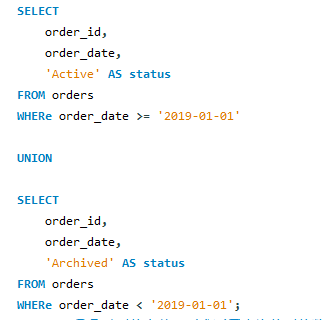 SELECT
    order_id,
    order_date,
    'Active' AS status
FROM orders
WHERe order_date >= '2019-01-01'

UNION

SELECT
    order_id,
    order_date,
    'Archived' AS status
FROM orders
WHERe order_date < '2019-01-01';